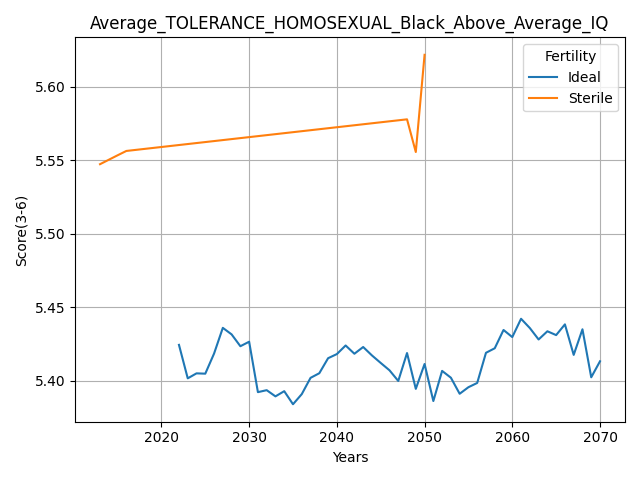 Average_TOLERANCE_HOMOSEXUAL_Black_Above_Average_IQ
Fertility
Ideal
Sterile
5.60
5.55
5.50
5.45
5.40
Score(3-6)
2020 2030 2040 2050 2060 2070
Years